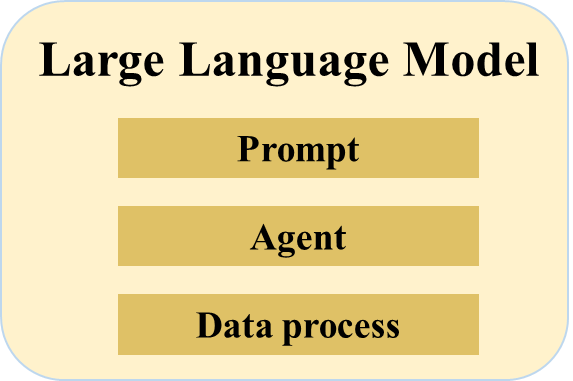 Large Language Model
Prompt
Agent
Data process